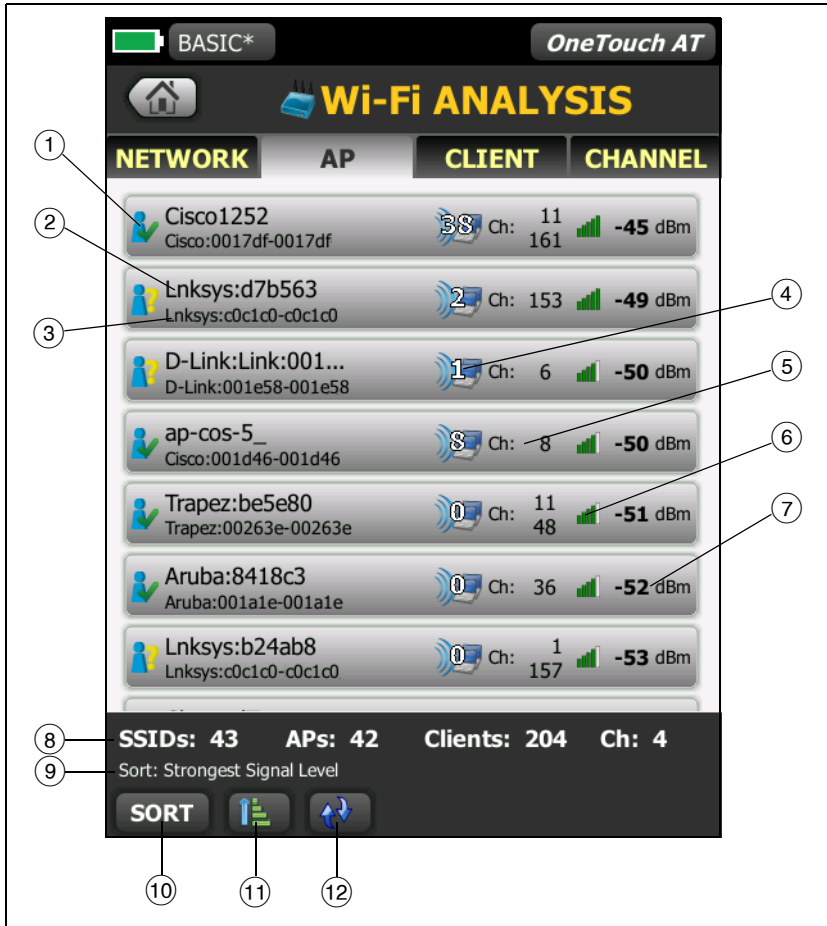 BASIC* OneTouch AT
Wi-Fi ANALYSIS
NETWORK AP CLIENT CHANNEL
1
Cisco1252 38 Ch: 11 161 -45 dBm
Cisco:0017df-0017df
2
Lnksys:d7b563 2 Ch: 153 -49 dBm
Lnksys:c0c1c0-c0c1c0
3
4
D-Link:Link:001... 1 Ch: 6 -50 dBm
D-Link:001e58-001e58
5
ap-cos-5_ 8 Ch: 8 -50 dBm
Cisco:001d46-001d46
6
Trapez:be5e80 0 Ch: 11 48 -51 dBm
Trapez:00263e-00263e
7
Aruba:8418c3 0 Ch: 36 -52 dBm
Aruba:001a1e-001a1e
Lnksys:b24ab8 0 Ch: 1 157 -53 dBm
Lnksys:c0c1c0-c0c1c0
8 SSIDs: 43 APs: 42 Clients: 204 Ch: 4
9 Sort: Strongest Signal Level
SORT
10 11 12